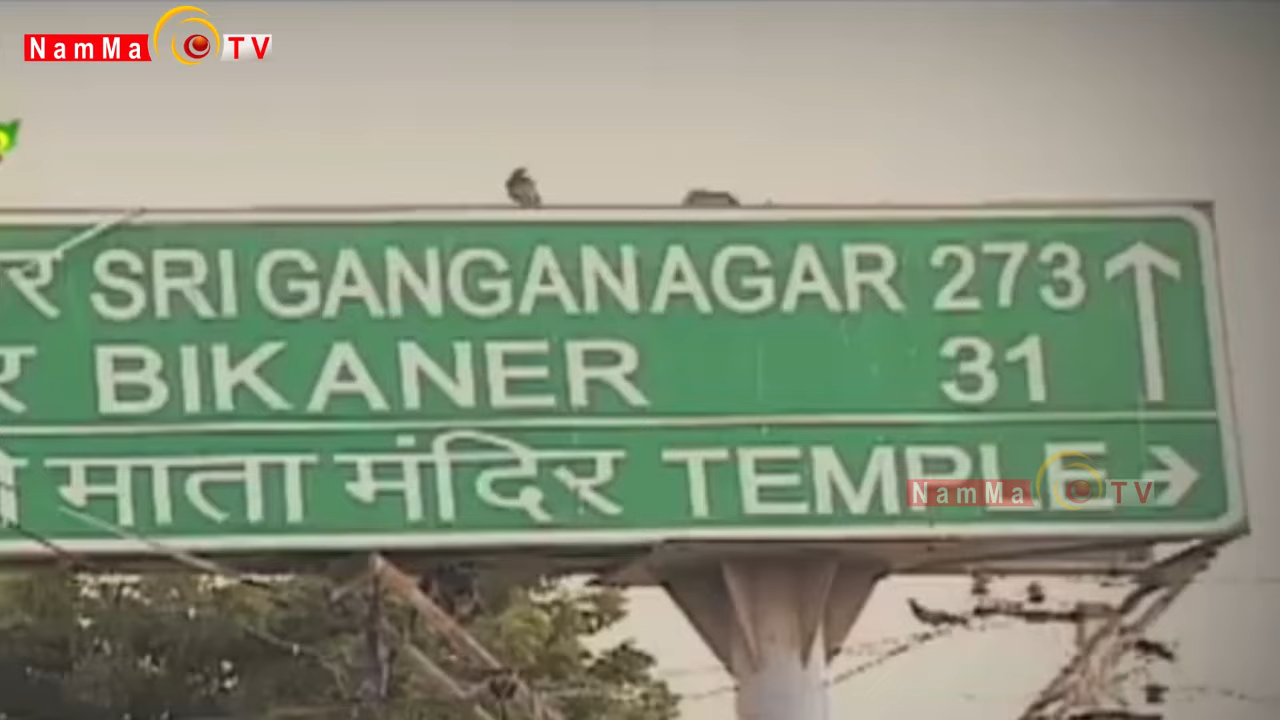 NamMa TV
SRI GANGANAGAR 273
BIKANER 31
माता मंदिर TEMPLE
NamMa TV